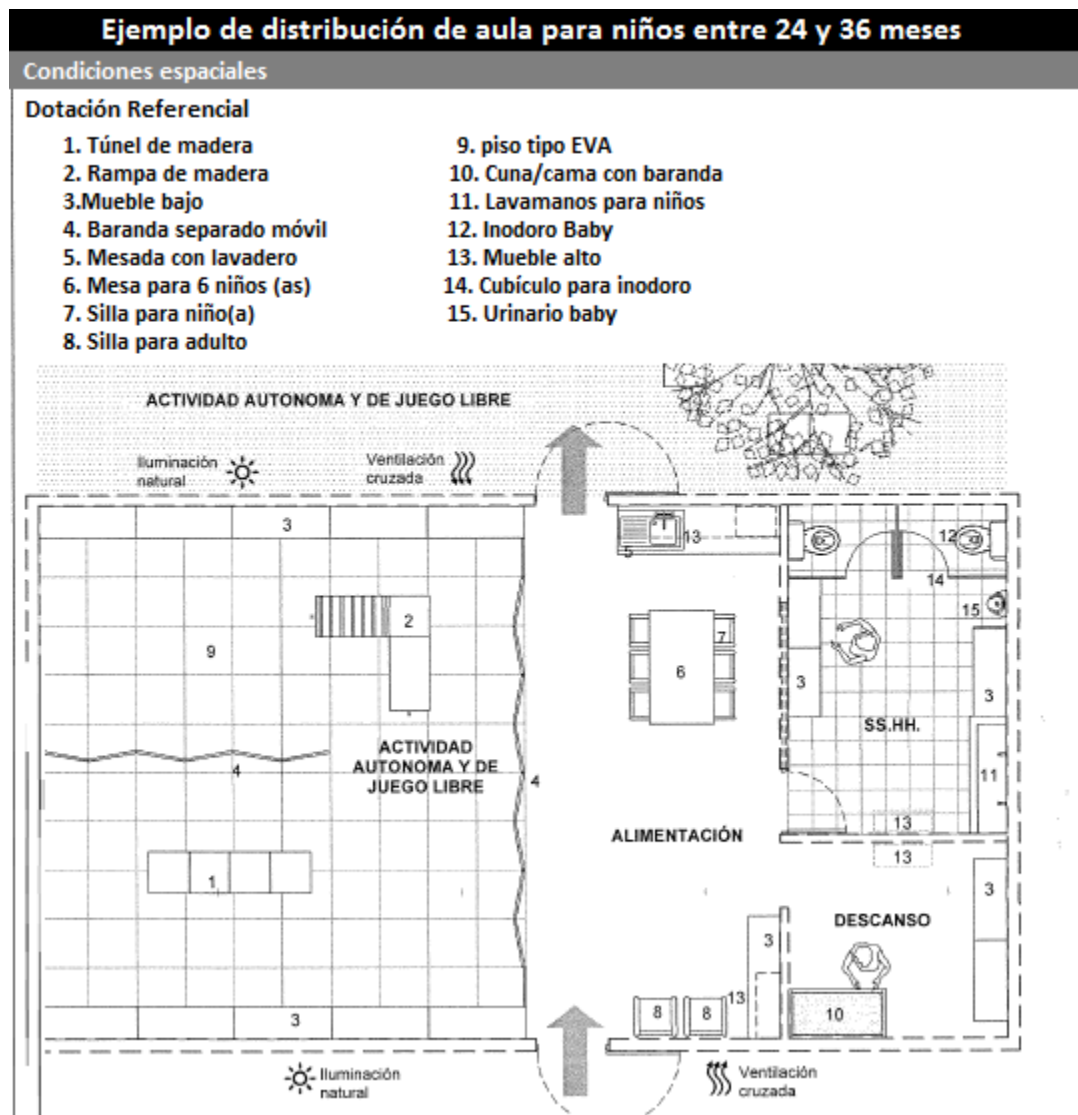 Ejemplo de distribución de aula para niños entre 24 y 36 meses
Condiciones espaciales
Dotación Referencial
1. Túnel de madera
2. Rampa de madera
3.Mueble bajo
4. Baranda separado móvil
5. Mesada con lavadero
6. Mesa para 6 niños (as)
7. Silla para niño(a)
8. Silla para adulto
9. piso tipo EVA
10. Cuna/cama con baranda
11. Lavamanos para niños
12. Inodoro Baby
13. Mueble alto
14. Cubículo para inodoro
15. Urinario baby
ACTIVIDAD AUTONOMA Y DE JUEGO LIBRE
Iluminación
natural
Ventilación
cruzada
3
13
5
12
14
15
2
7
9
6
3
3
SS.HH.
ACTIVIDAD
AUTONOMA Y DE
JUEGO LIBRE
4
4
11
13
ALIMENTACIÓN
13
1
3
DESCANSO
3
13
8
8
10
3
Iluminación
natural
Ventilación
cruzada